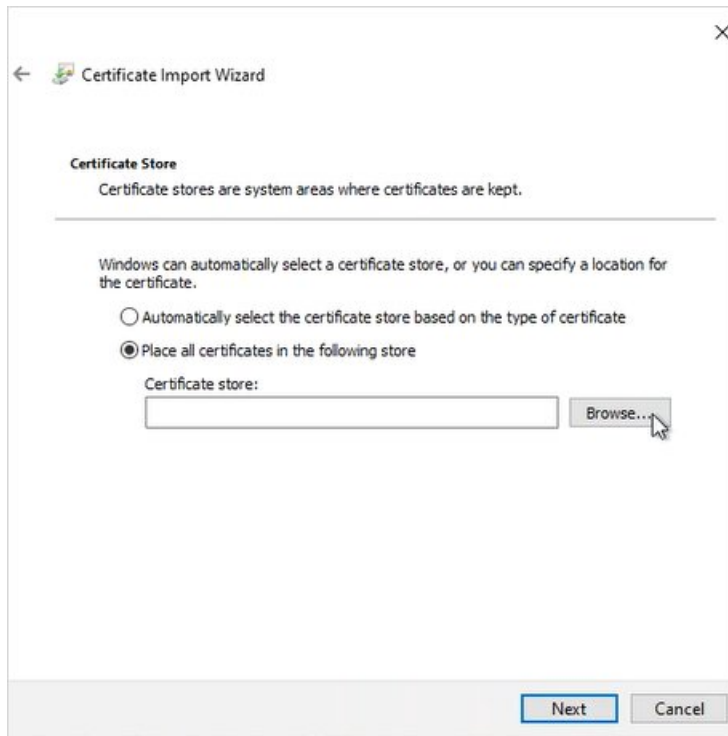 Certificate Import Wizard
Certificate Store
Certificate stores are system areas where certificates are kept.
Windows can automatically select a certificate store, or you can specify a location for
the certificate.
Automatically select the certificate store based on the type of certificate
Place all certificates in the following store
Certificate store:
Browse...
Next
Cancel